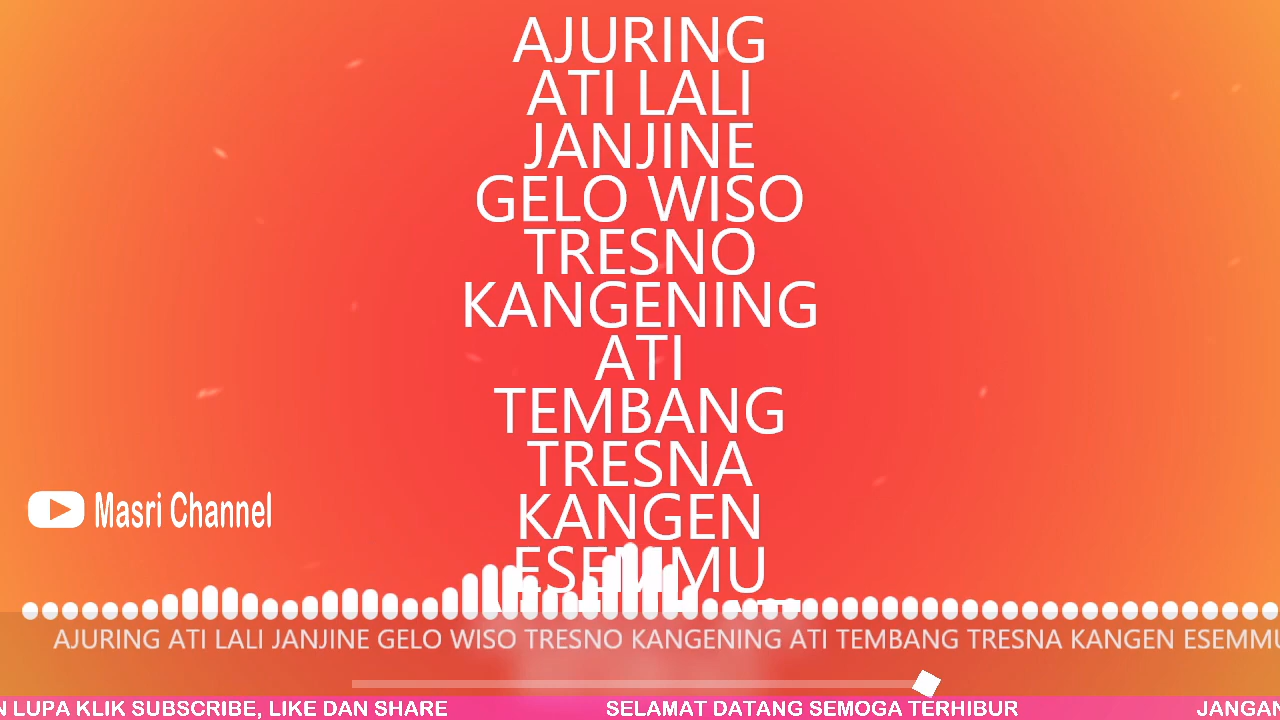 AJURING
ATI LALI
JANJINE
GELO WISO
TRESNO
KANGENING
ATI
TEMBANG
TRESNA
KANGEN
ESEMMU
Masri Channel
AJURING ATI LALI JANJINE GELO WISO TRESNO KANGENING ATI TEMBANG TRESNA KANGEN ESEMMU
LUPA KLIK SUBSCRIBE, LIKE DAN SHARE SELAMAT DATANG SEMOGA TERHIBUR JANGAN